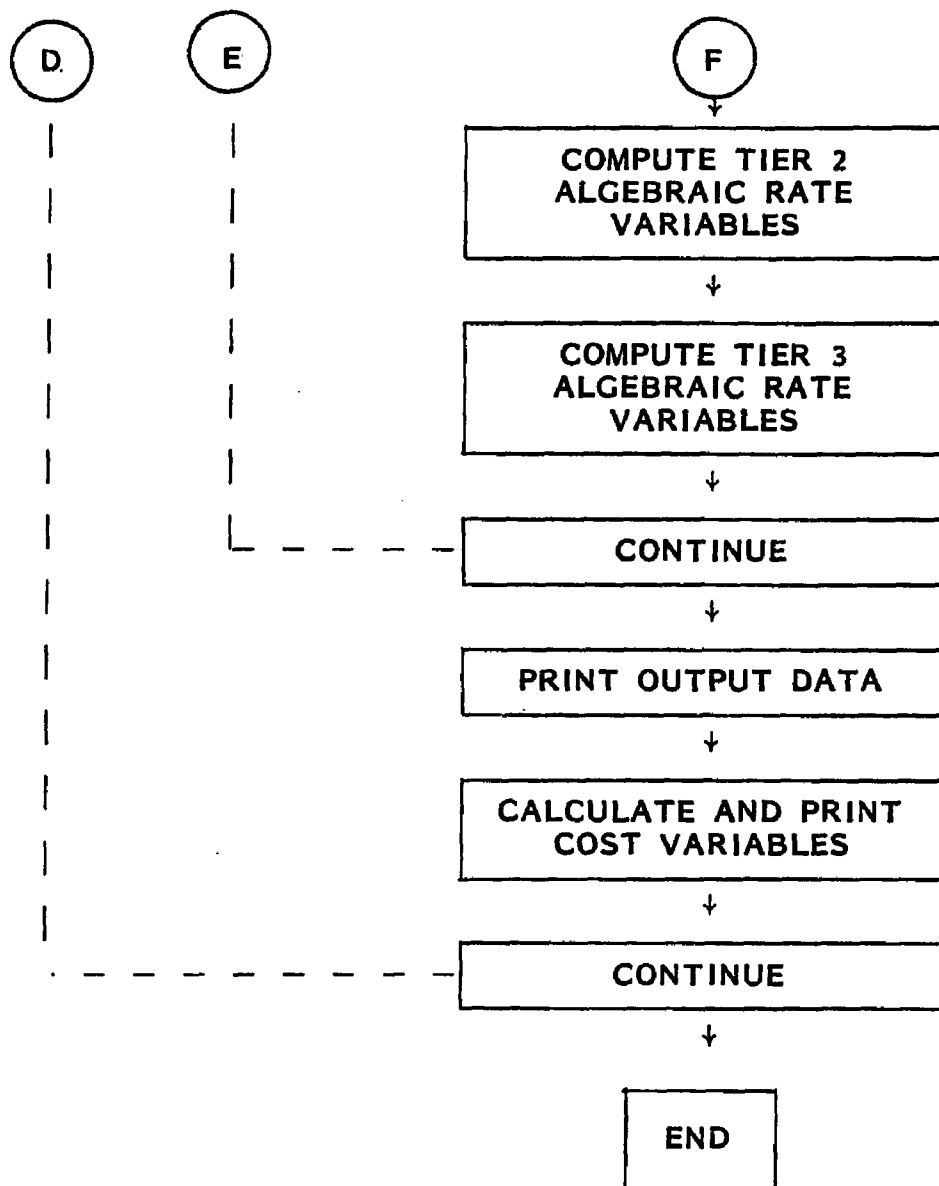 D.
E
F
COMPUTE TIER 2
ALGEBRAIC RATE
VARIABLES
COMPUTE TIER 3
ALGEBRAIC RATE
VARIABLES
CONTINUE
PRINT OUTPUT DATA
CALCULATE AND PRINT
COST VARIABLES
CONTINUE
END